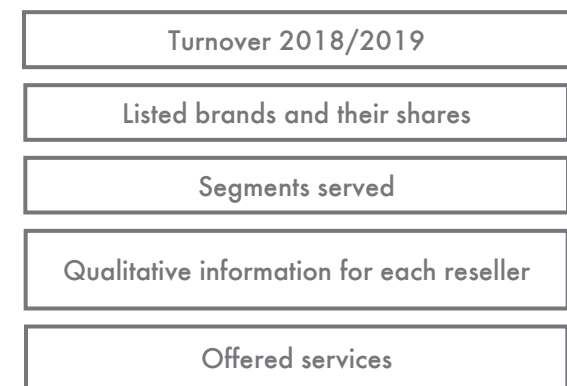 Turnover 2018/2019
Listed brands and their shares
Segments served
Qualitative information for each reseller
Offered services